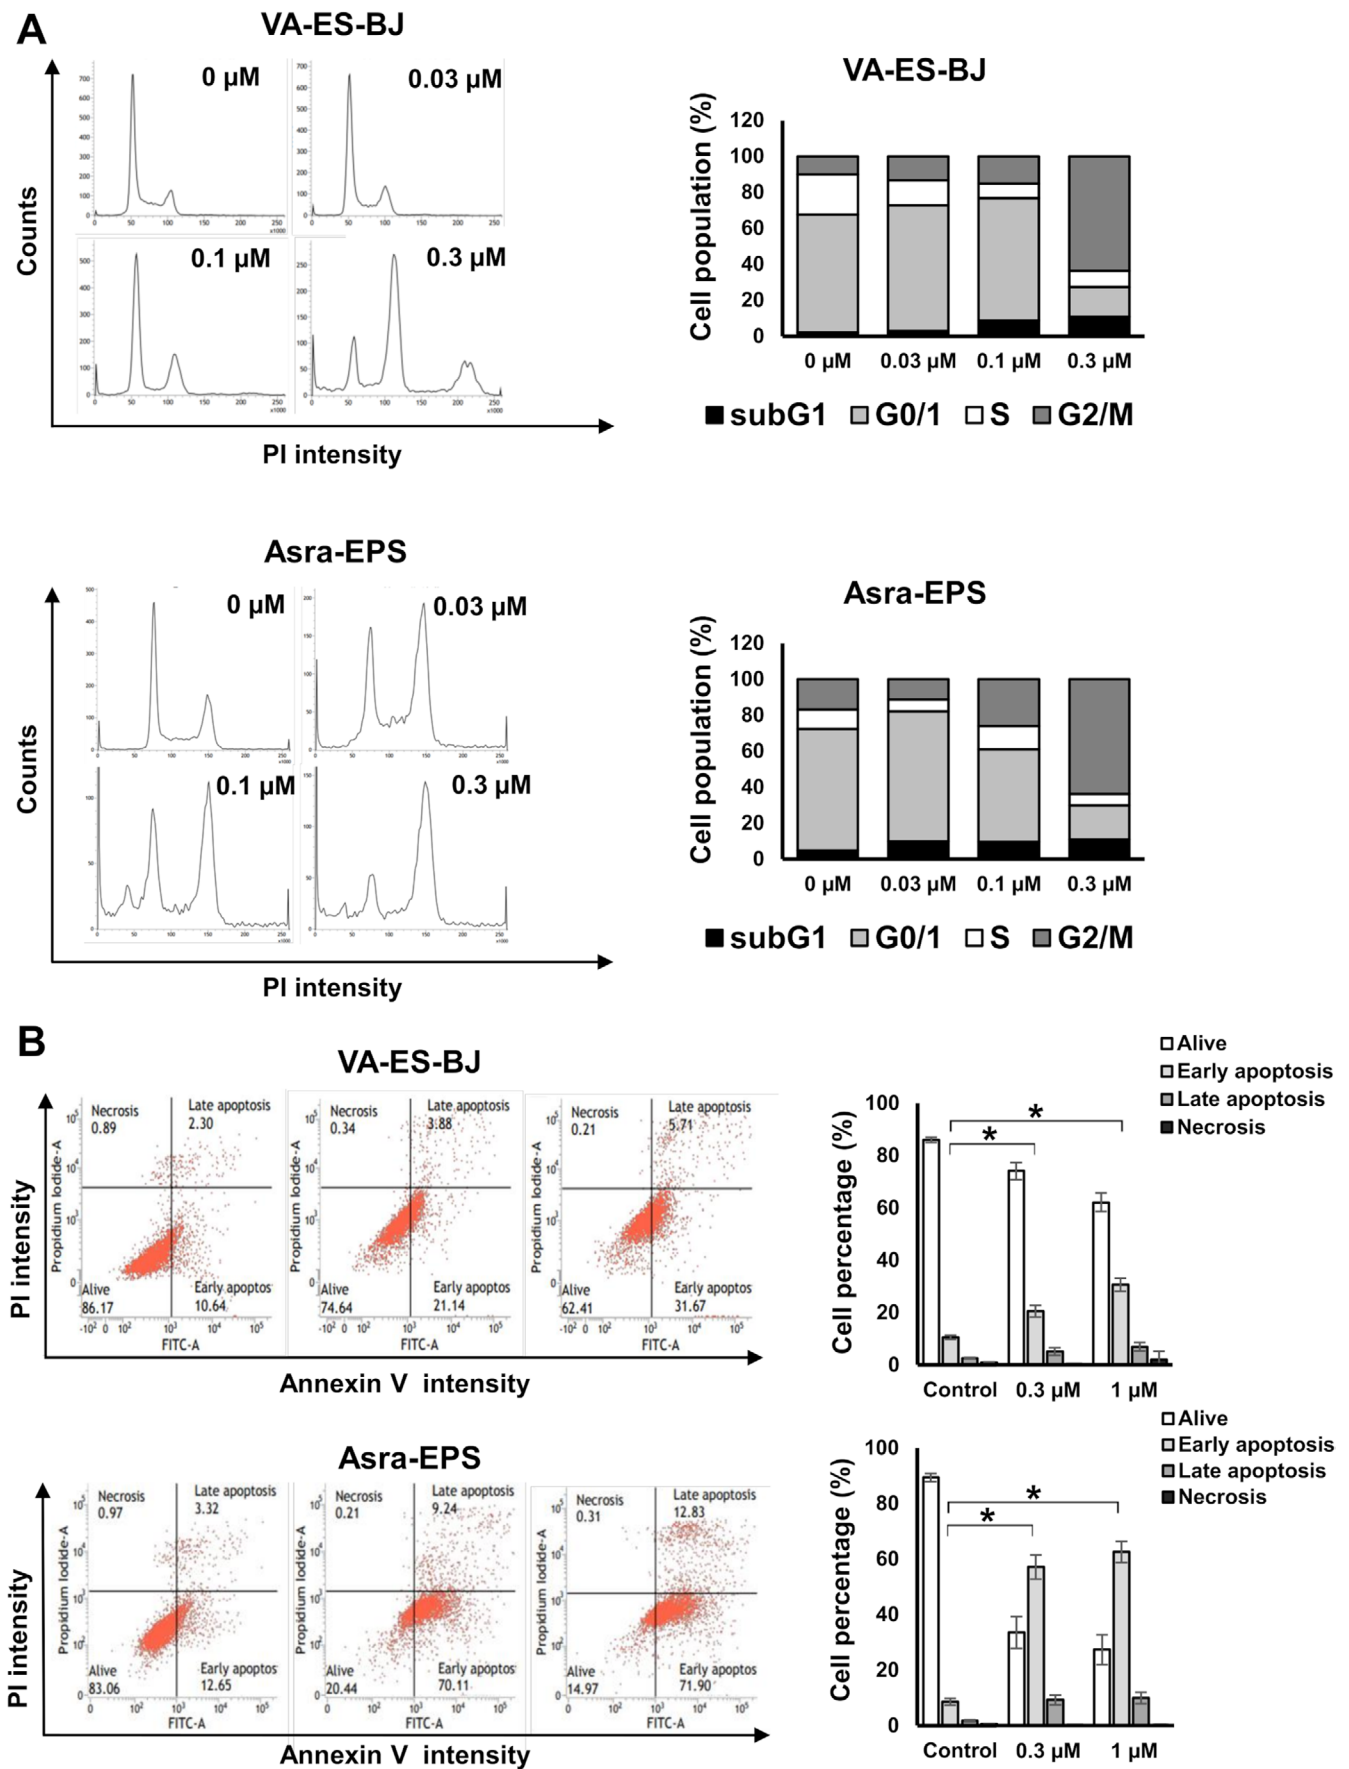 A
VA-ES-BJ
0 µM
0.03 µM
0.1 µM
0.3 µM
Counts
PI intensity
VA-ES-BJ
Cell population (%)
120
100
80
60
40
20
0
0 µM 0.03 µM 0.1 µM 0.3 µM
subG1 G0/1 S G2/M
Asra-EPS
0 µM
0.03 µM
0.1 µM
0.3 µM
Counts
PI intensity
Asra-EPS
Cell population (%)
120
100
80
60
40
20
0
0 µM 0.03 µM 0.1 µM 0.3 µM
subG1 G0/1 S G2/M
B
VA-ES-BJ
PI intensity
Propidium Iodide-A
Necrosis
0.89
Late apoptosis
2.30
Alive
86.17
Early apoptos
10.64
FITC-A
Propidium Iodide-A
Necrosis
0.34
Late apoptosis
3.88
Alive
74.64
Early apoptos
21.14
FITC-A
Propidium Iodide-A
Necrosis
0.21
Late apoptosis
5.71
Alive
62.41
Early apoptos
31.67
FITC-A
Annexin V intensity
Alive
Early apoptosis
Late apoptosis
Necrosis
Cell percentage (%)
100
80
60
40
20
0
* *
Control 0.3 µM 1 µM
Asra-EPS
PI intensity
Propidium Iodide-A
Necrosis
0.97
Late apoptosis
3.32
Alive
83.06
Early apoptos
12.65
FITC-A
Propidium Iodide-A
Necrosis
0.21
Late apoptosis
9.24
Alive
20.44
Early apoptos
70.11
FITC-A
Propidium Iodide-A
Necrosis
0.31
Late apoptosis
12.83
Alive
14.97
Early apoptos
71.90
FITC-A
Annexin V intensity
Alive
Early apoptosis
Late apoptosis
Necrosis
Cell percentage (%)
100
80
60
40
20
0
* *
Control 0.3 µM 1 µM